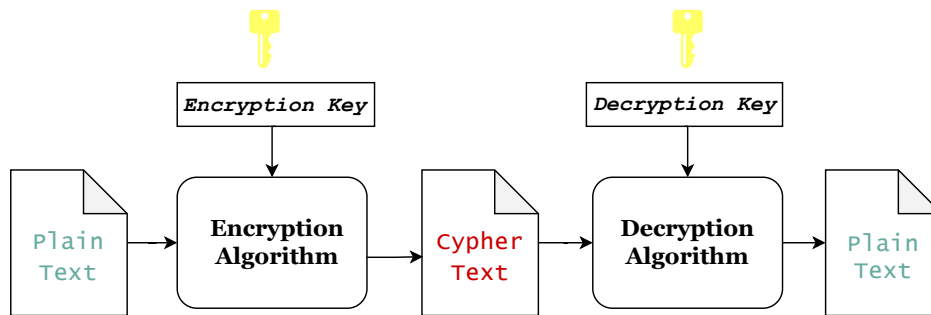 Encryption Key
Decryption Key
Plain
Text
Encryption
Algorithm
Cypher
Text
Decryption
Algorithm
Plain
Text